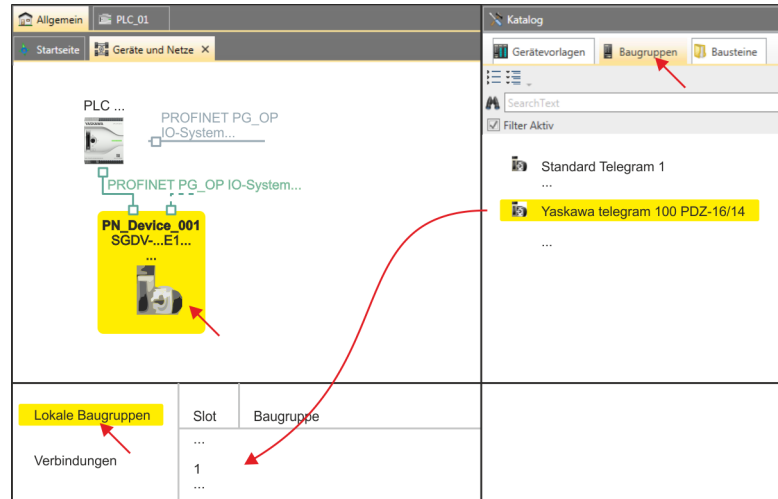 Allgemein
PLC_01
Startseite
Geräte und Netze
PLC ...
PROFINET PG_OP
IO-System...
PROFINET PG_OP IO-System...
PN_Device_001
SGDV-...E1...
...
Katalog
Gerätevorlagen
Baugruppen
Bausteine
SearchText
Filter Aktiv
Standard Telegram 1
...
Yaskawa telegram 100 PDZ-16/14
...
Lokale Baugruppen
Verbindungen
Slot
Baugruppe
...
1
...